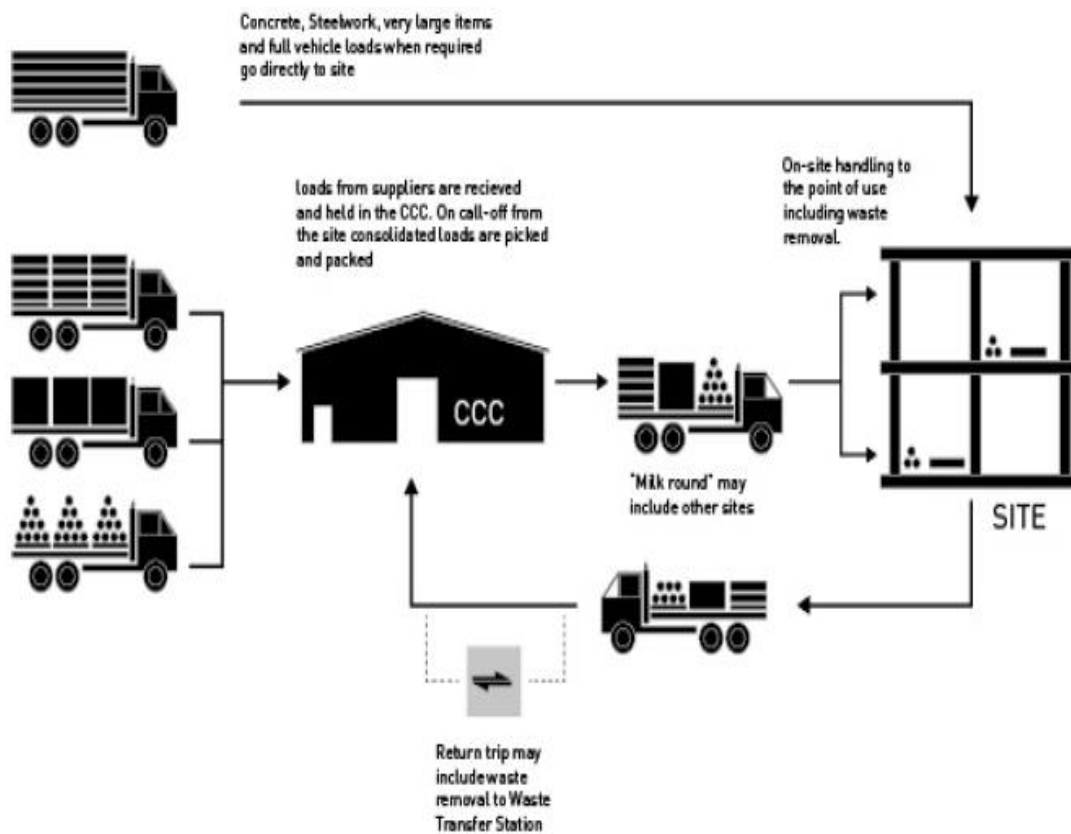 Concrete, Steelwork, very large items
and full vehicle loads when required
go directly to site
On-site handling to
the point of use
including waste
removal.
loads from suppliers are recieved
and held in the CCC. On call-off from
the site consolidated loads are picked
and packed
CCC
"Milk round" may
include other sites
SITE
Return trip may
include waste
removal to Waste
Transfer Station